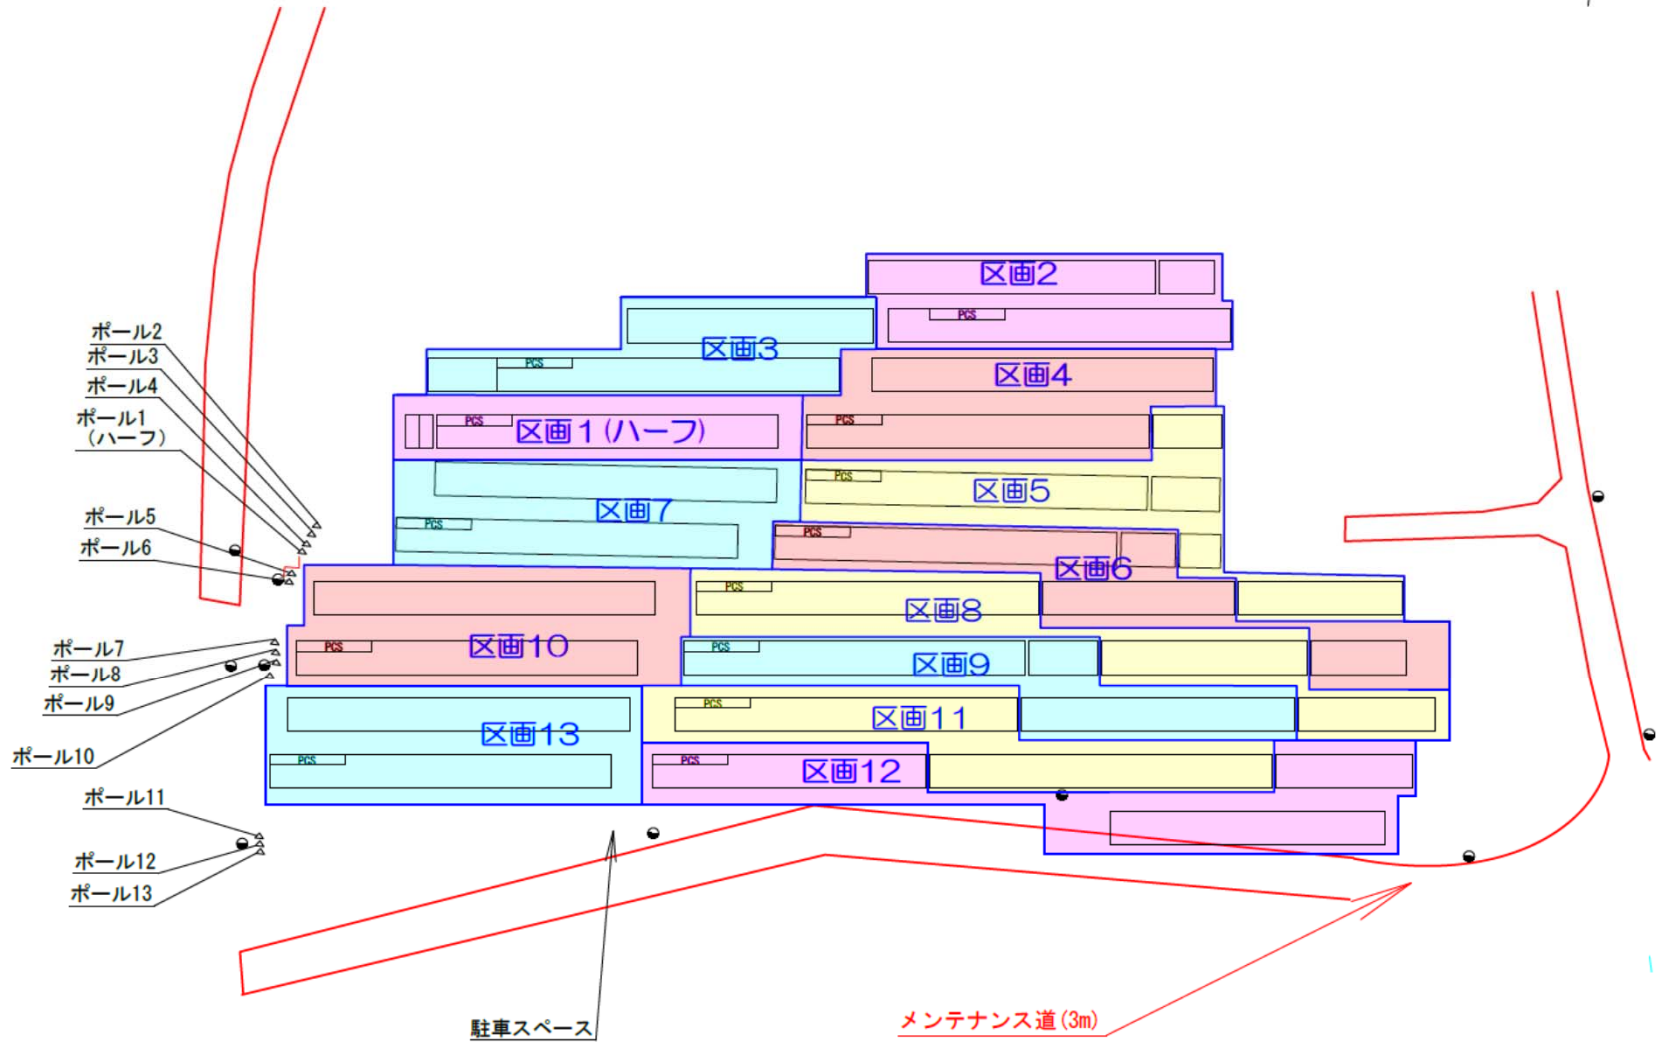 区画2
PCS
ポール2
ポール3
区画3
PCS
ポール4
区画4
ポール1
(ハーフ)
PCS
区画1(ハーフ)
PCS
PCS
区画5
ポール5
区画7
PCS
PCS
ポール6
区画6
PCS
区画8
ポール7
PCS
区画10
PCS
区画9
ポール8
ポール9
PCS
区画11
区画13
ポール10
PCS
PCS
区画12
ポール11
ポール12
ポール13
駐車スペース
メンテナンス道(3m)